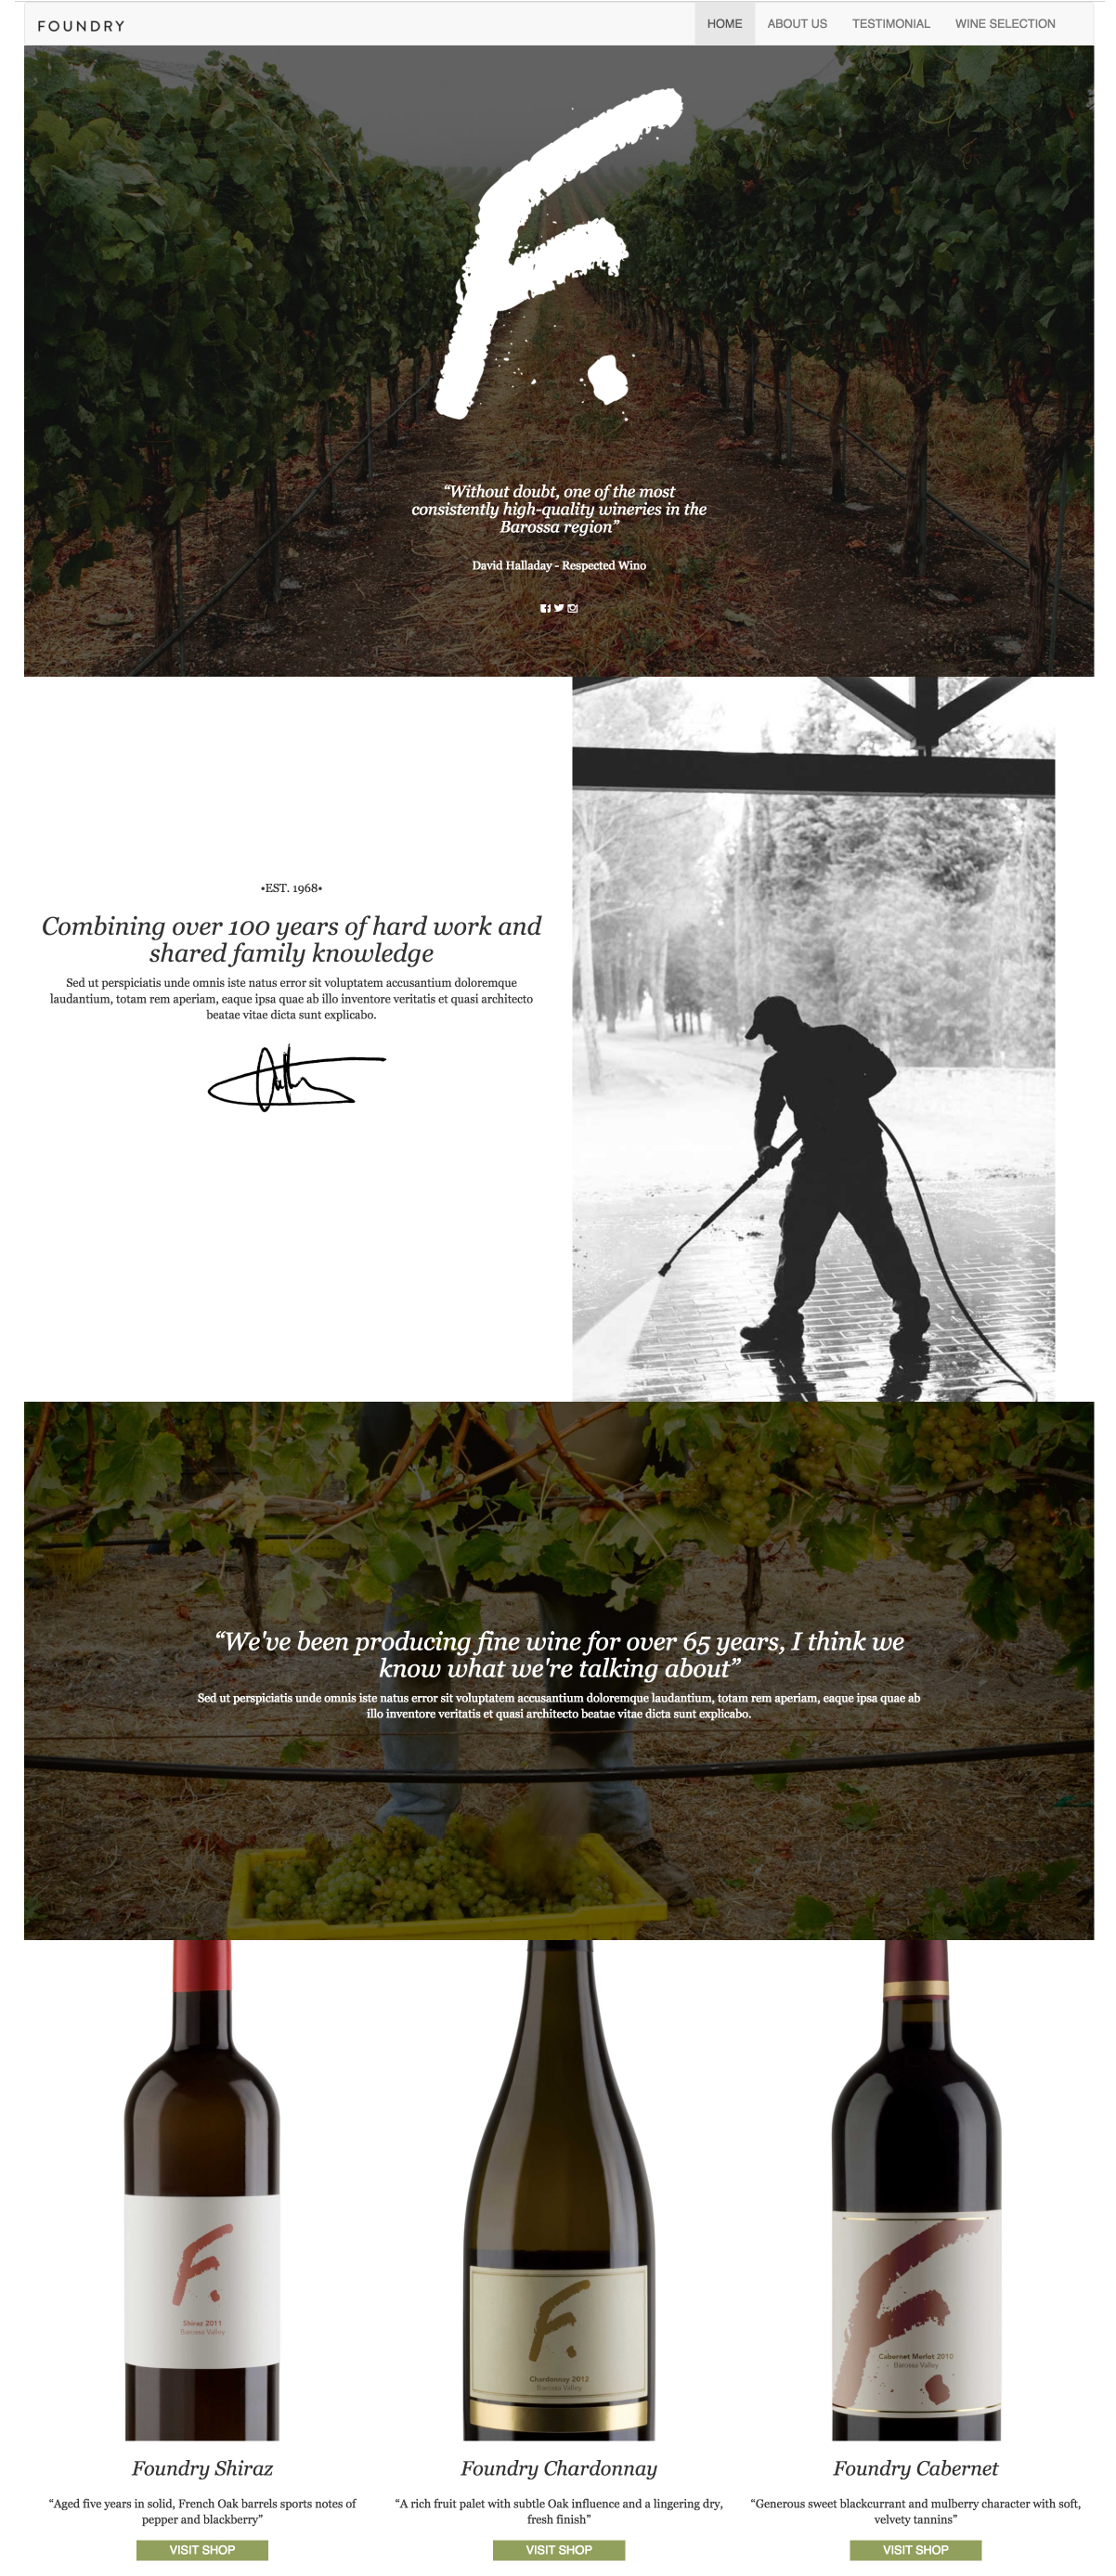 FOUNDRY
HOME ABOUT US TESTIMONIAL WINE SELECTION
F.
“Without doubt, one of the most
consistently high-quality wineries in the
Barossa region”
David Halladay - Respected Wino
•EST. 1968•
Combining over 100 years of hard work and
shared family knowledge
Sed ut perspiciatis unde omnis iste natus error sit voluptatem accusantium doloremque
laudantium, totam rem aperiam, eaque ipsa quae ab illo inventore veritatis et quasi architecto
beatae vitae dicta sunt explicabo.
“We've been producing fine wine for over 65 years, I think we
know what we're talking about”
Sed ut perspiciatis unde omnis iste natus error sit voluptatem accusantium doloremque laudantium, totam rem aperiam, eaque ipsa quae ab
illo inventore veritatis et quasi architecto beatae vitae dicta sunt explicabo.
F.
Shiraz 2011
Barossa Valley
F.
Chardonnay 2012
Barossa Valley
F.
Cabernet Merlot 2010
Barossa Valley
Foundry Shiraz
“Aged five years in solid, French Oak barrels sports notes of
pepper and blackberry”
VISIT SHOP
Foundry Chardonnay
“A rich fruit palet with subtle Oak influence and a lingering dry,
fresh finish”
VISIT SHOP
Foundry Cabernet
“Generous sweet blackcurrant and mulberry character with soft,
velvety tannins”
VISIT SHOP